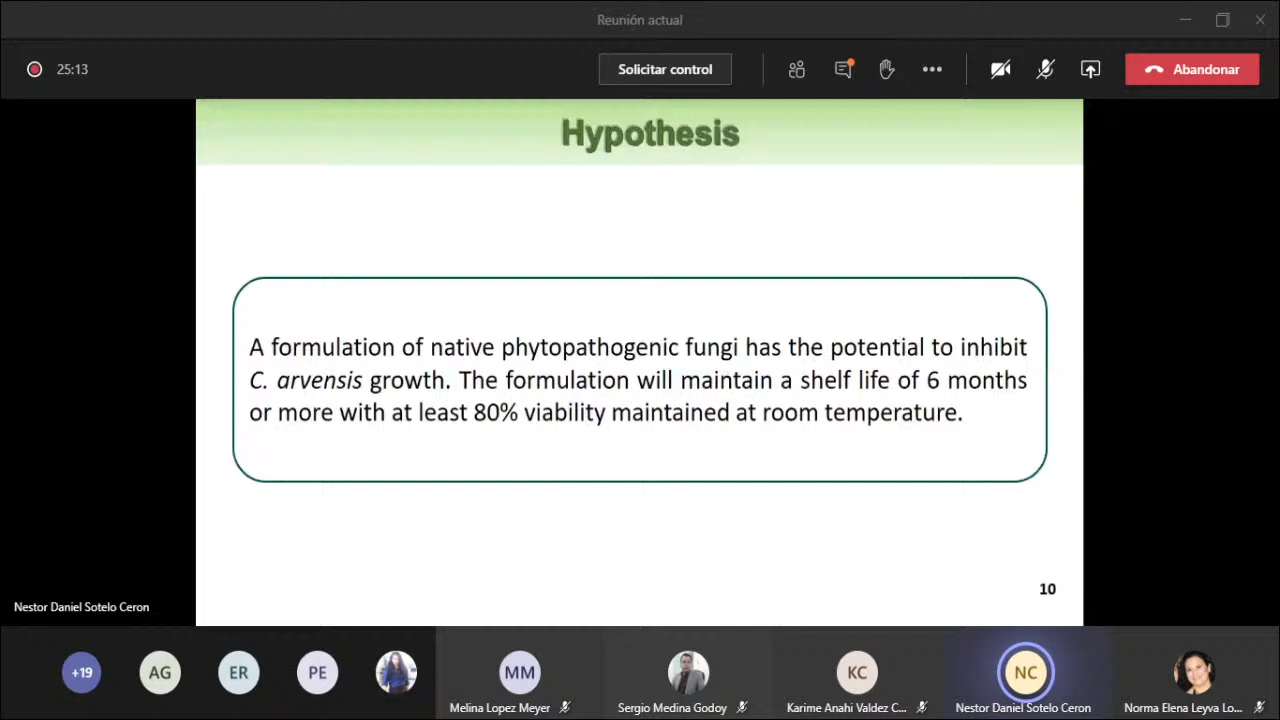 Reunión actual
25:13
Solicitar control
Abandonar
Hypothesis
A formulation of native phytopathogenic fungi has the potential to inhibit
C. arvensis growth. The formulation will maintain a shelf life of 6 months
or more with at least 80% viability maintained at room temperature.
10
Nestor Daniel Sotelo Ceron
+19
AG
ER
PE
MM
KC
NC
Melina Lopez Meyer
Sergio Medina Godoy
Karime Anahi Valdez C...
Nestor Daniel Sotelo Ceron
Norma Elena Leyva Lo...